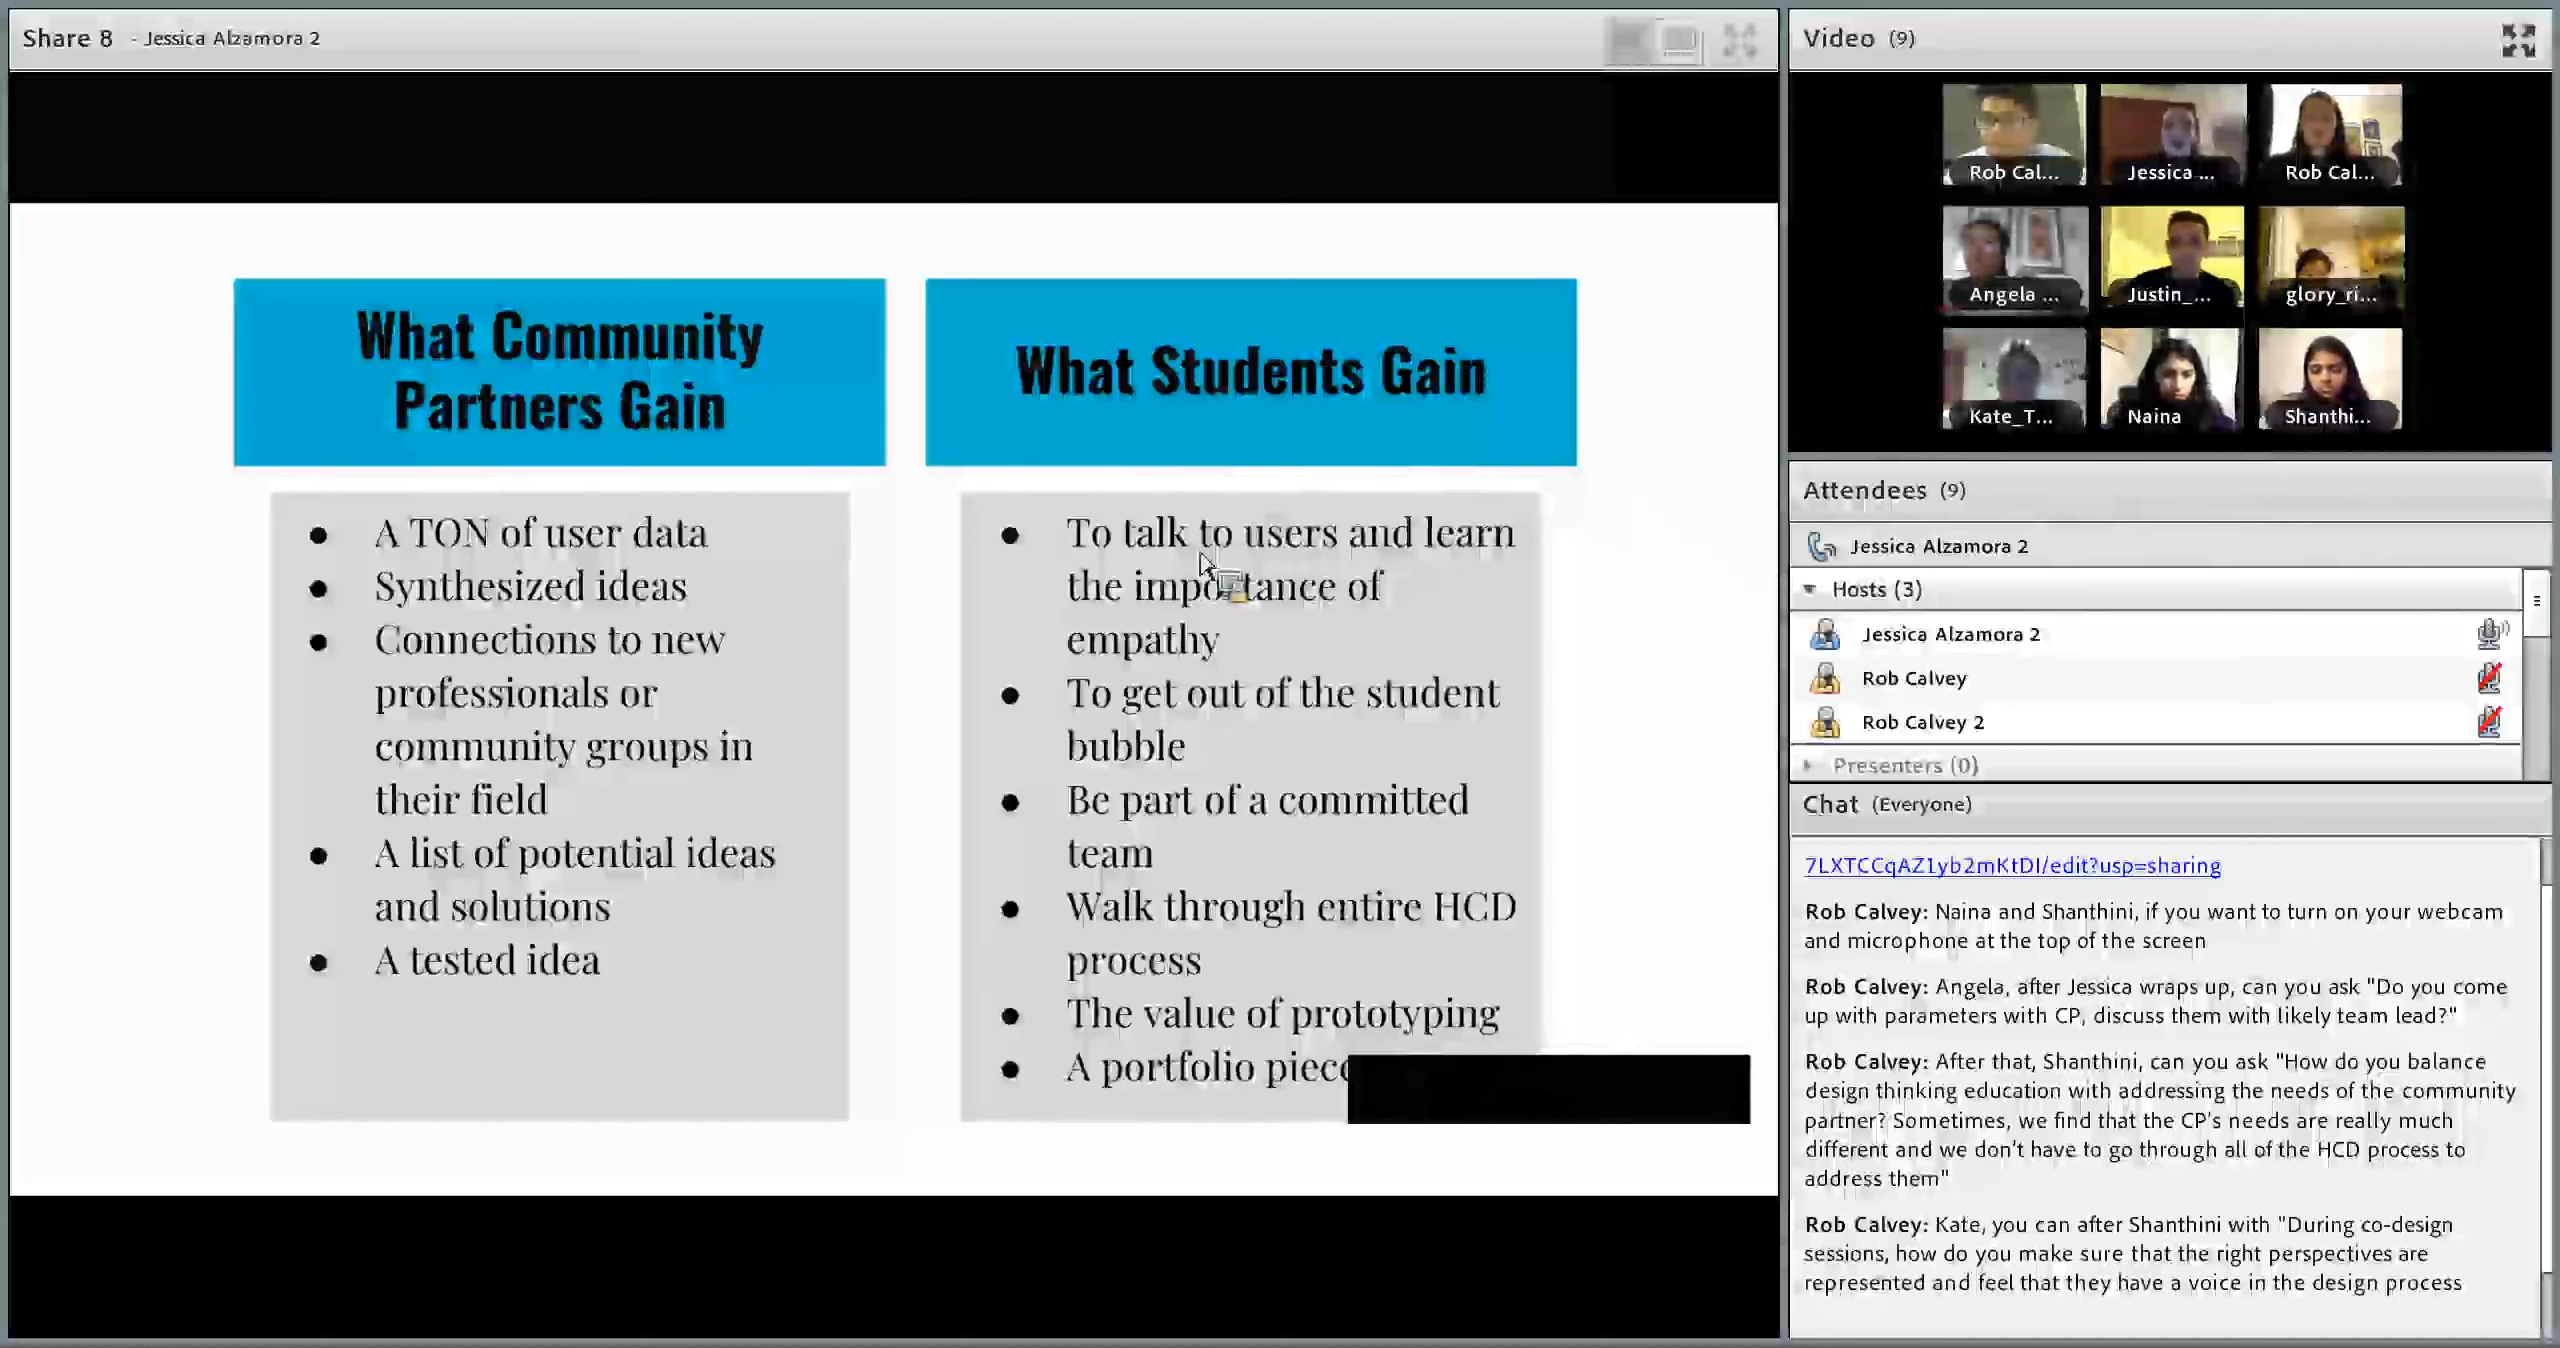 Share 8 - Jessica Alzamora 2
What Community
Partners Gain
What Students Gain
● A TON of user data
● Synthesized ideas
● Connections to new
professionals or
community groups in
their field
● A list of potential ideas
and solutions
● A tested idea
● To talk to users and learn
the importance of
empathy
● To get out of the student
bubble
● Be part of a committed
team
● Walk through entire HCD
process
● The value of prototyping
● A portfolio piece
Video (9)
Rob Cal...
Jessica ...
Rob Cal...
Angela ...
Justin_...
glory_ri...
Kate_T...
Naina
Shanthi...
Attendees (9)
Jessica Alzamora 2
Hosts (3)
Jessica Alzamora 2
Rob Calvey
Rob Calvey 2
Presenters (0)
Chat (Everyone)
7LXTCCqAZ1yb2mKtDI/edit?usp=sharing
Rob Calvey: Naina and Shanthini, if you want to turn on your webcam
and microphone at the top of the screen
Rob Calvey: Angela, after Jessica wraps up, can you ask "Do you come
up with parameters with CP, discuss them with likely team lead?"
Rob Calvey: After that, Shanthini, can you ask "How do you balance
design thinking education with addressing the needs of the community
partner? Sometimes, we find that the CP's needs are really much
different and we don't have to go through all of the HCD process to
address them"
Rob Calvey: Kate, you can after Shanthini with "During co-design
sessions, how do you make sure that the right perspectives are
represented and feel that they have a voice in the design process